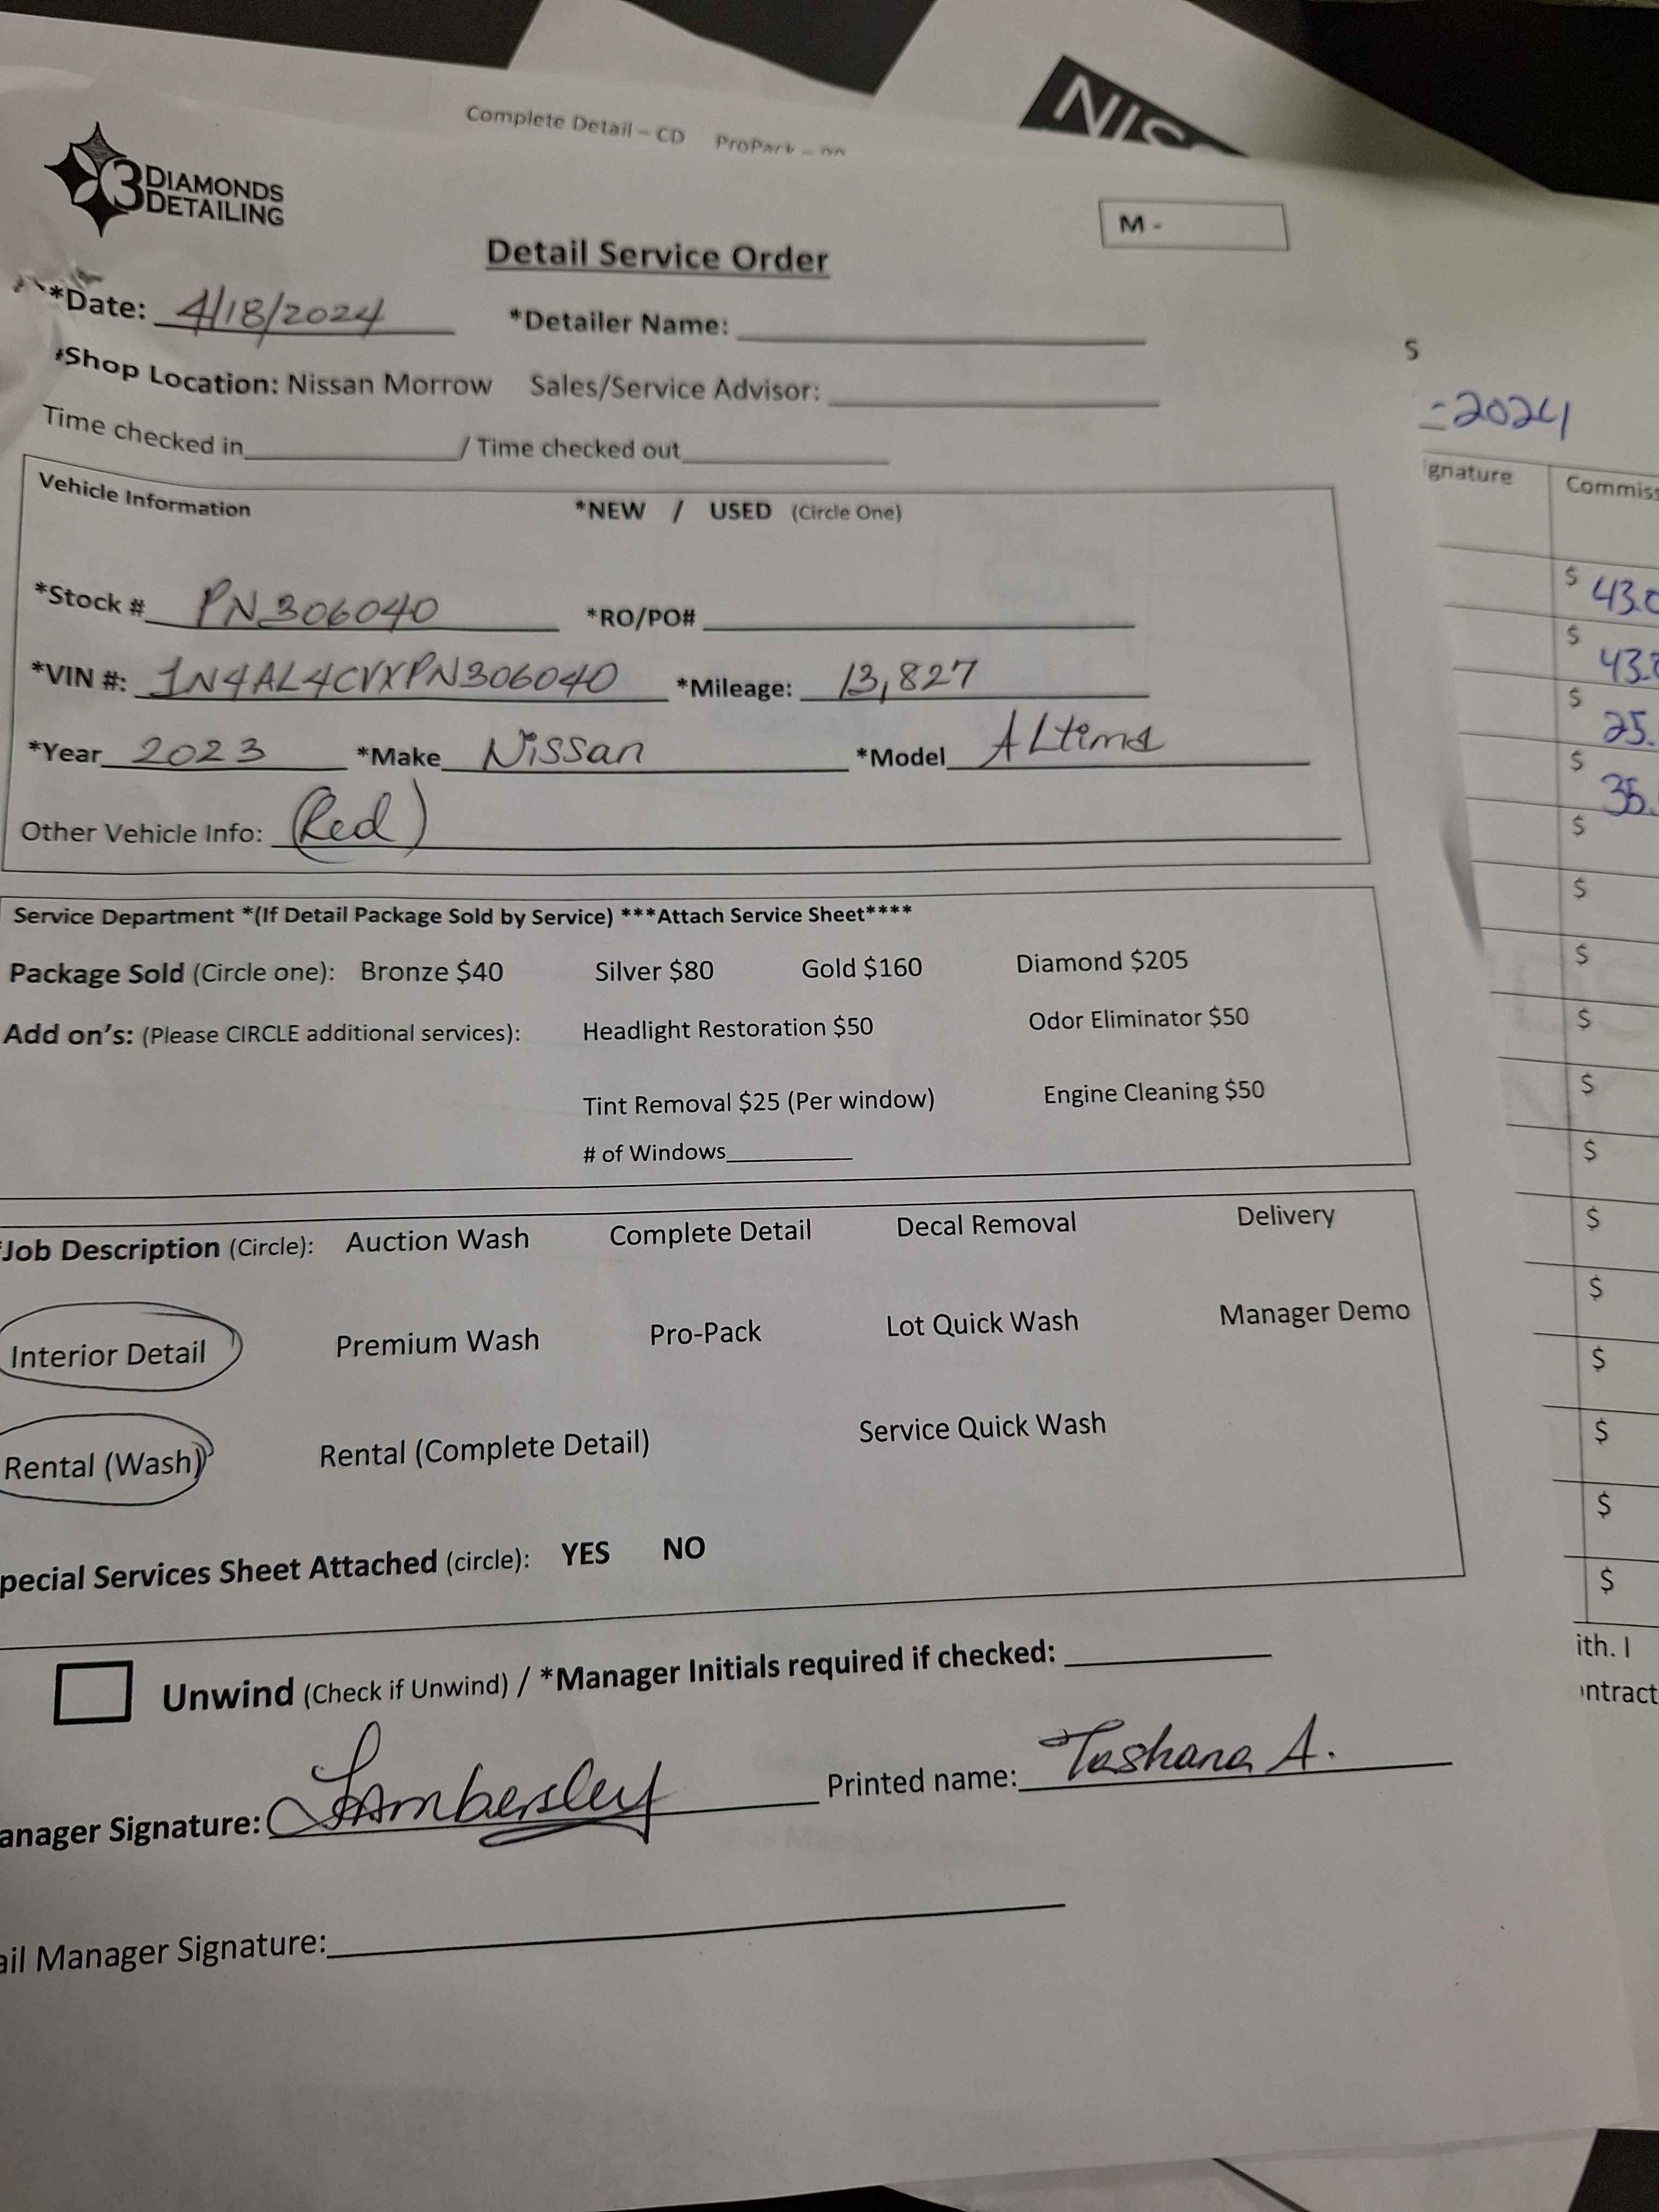 Complete Detail – CD ProPack –
NIS
3 DIAMONDS
DETAILING
M -
Detail Service Order
*Date: 4/18/2024 *Detailer Name:
*Shop Location: Nissan Morrow Sales/Service Advisor:
Time checked in / Time checked out
Vehicle Information *NEW / USED (Circle One)
*Stock # PN306040 *RO/PO#
*VIN #: 1N4AL4CVXPN306040 *Mileage: 13,827
*Year 2023 *Make Nissan *Model ALtima
Other Vehicle Info: (Red)
Service Department *(If Detail Package Sold by Service) ***Attach Service Sheet****
Package Sold (Circle one): Bronze $40 Silver $80 Gold $160 Diamond $205
Add on's: (Please CIRCLE additional services): Headlight Restoration $50 Odor Eliminator $50
Tint Removal $25 (Per window) Engine Cleaning $50
# of Windows
*Job Description (Circle): Auction Wash Complete Detail Decal Removal Delivery
Interior Detail Premium Wash Pro-Pack Lot Quick Wash Manager Demo
Rental (Wash) Rental (Complete Detail) Service Quick Wash
pecial Services Sheet Attached (circle): YES NO
Unwind (Check if Unwind) / *Manager Initials required if checked:
anager Signature: Printed name: Tashana A.
ail Manager Signature:
s
-2024
ignature Commiss
$ 43.0
$ 43.0
$ 25.
$ 35.
$
$
$
$
$
$
$
$
$
$
$
$
ith. I
ontract